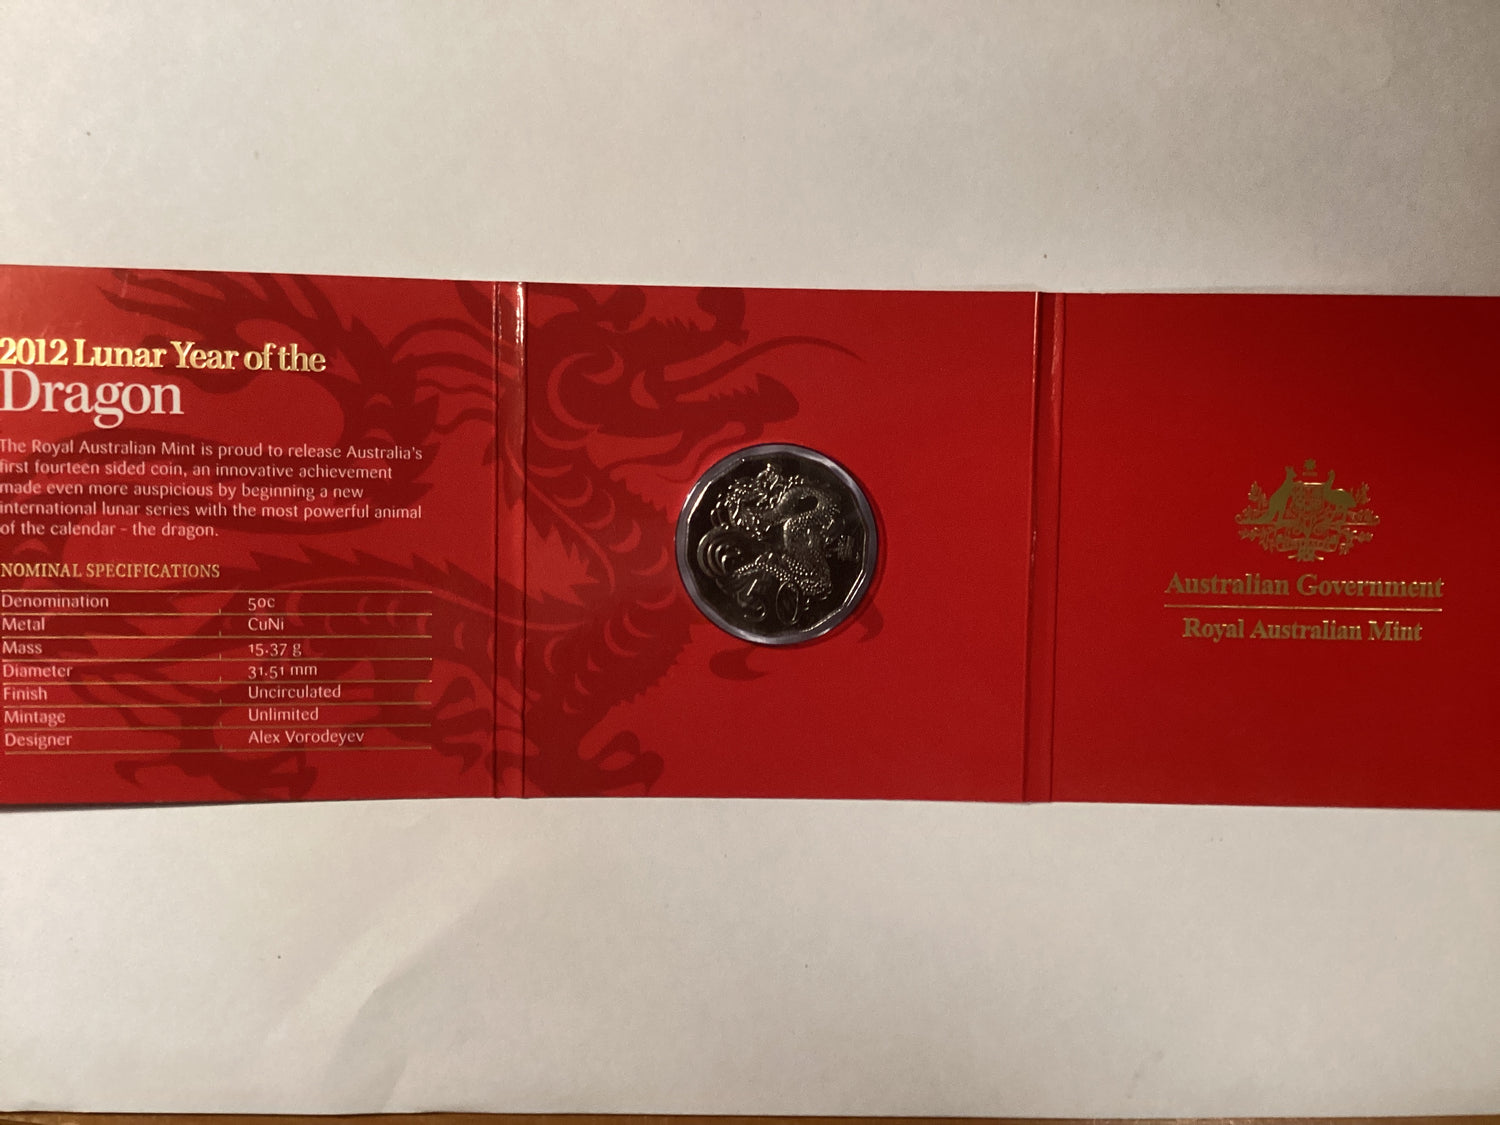 2012 Lunar Year of the
Dragon
The Royal Australian Mint is proud to release Australia's
first fourteen sided coin, an innovative achievement
made even more auspicious by beginning a new
international lunar series with the most powerful animal
of the calendar - the dragon.
NOMINAL SPECIFICATIONS
Denomination 50c
Metal CuNi
Mass 15.37 g
Diameter 31.51 mm
Finish Uncirculated
Mintage Unlimited
Designer Alex Vorodeyev
50
Australian Government
Royal Australian Mint